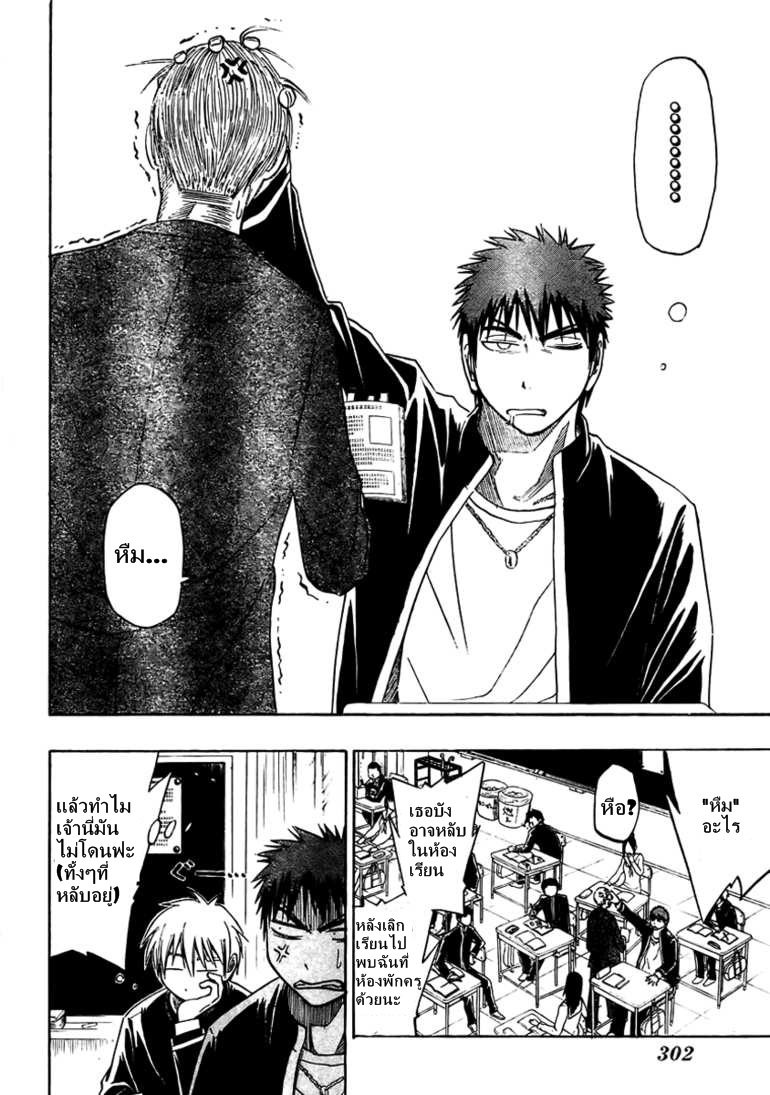 หืม...
"หืม"
อะไร
หือ?
เธอบัง
อาจหลับ
ในห้อง
เรียน
หลังเลิก
เรียนไป
พบฉันที่
ห้องพักครู
ด้วยนะ
แล้วทำไม
เจ้านี่มัน
ไม่โดนฟะ
(ทั้งๆที่
หลับอยู่)
302